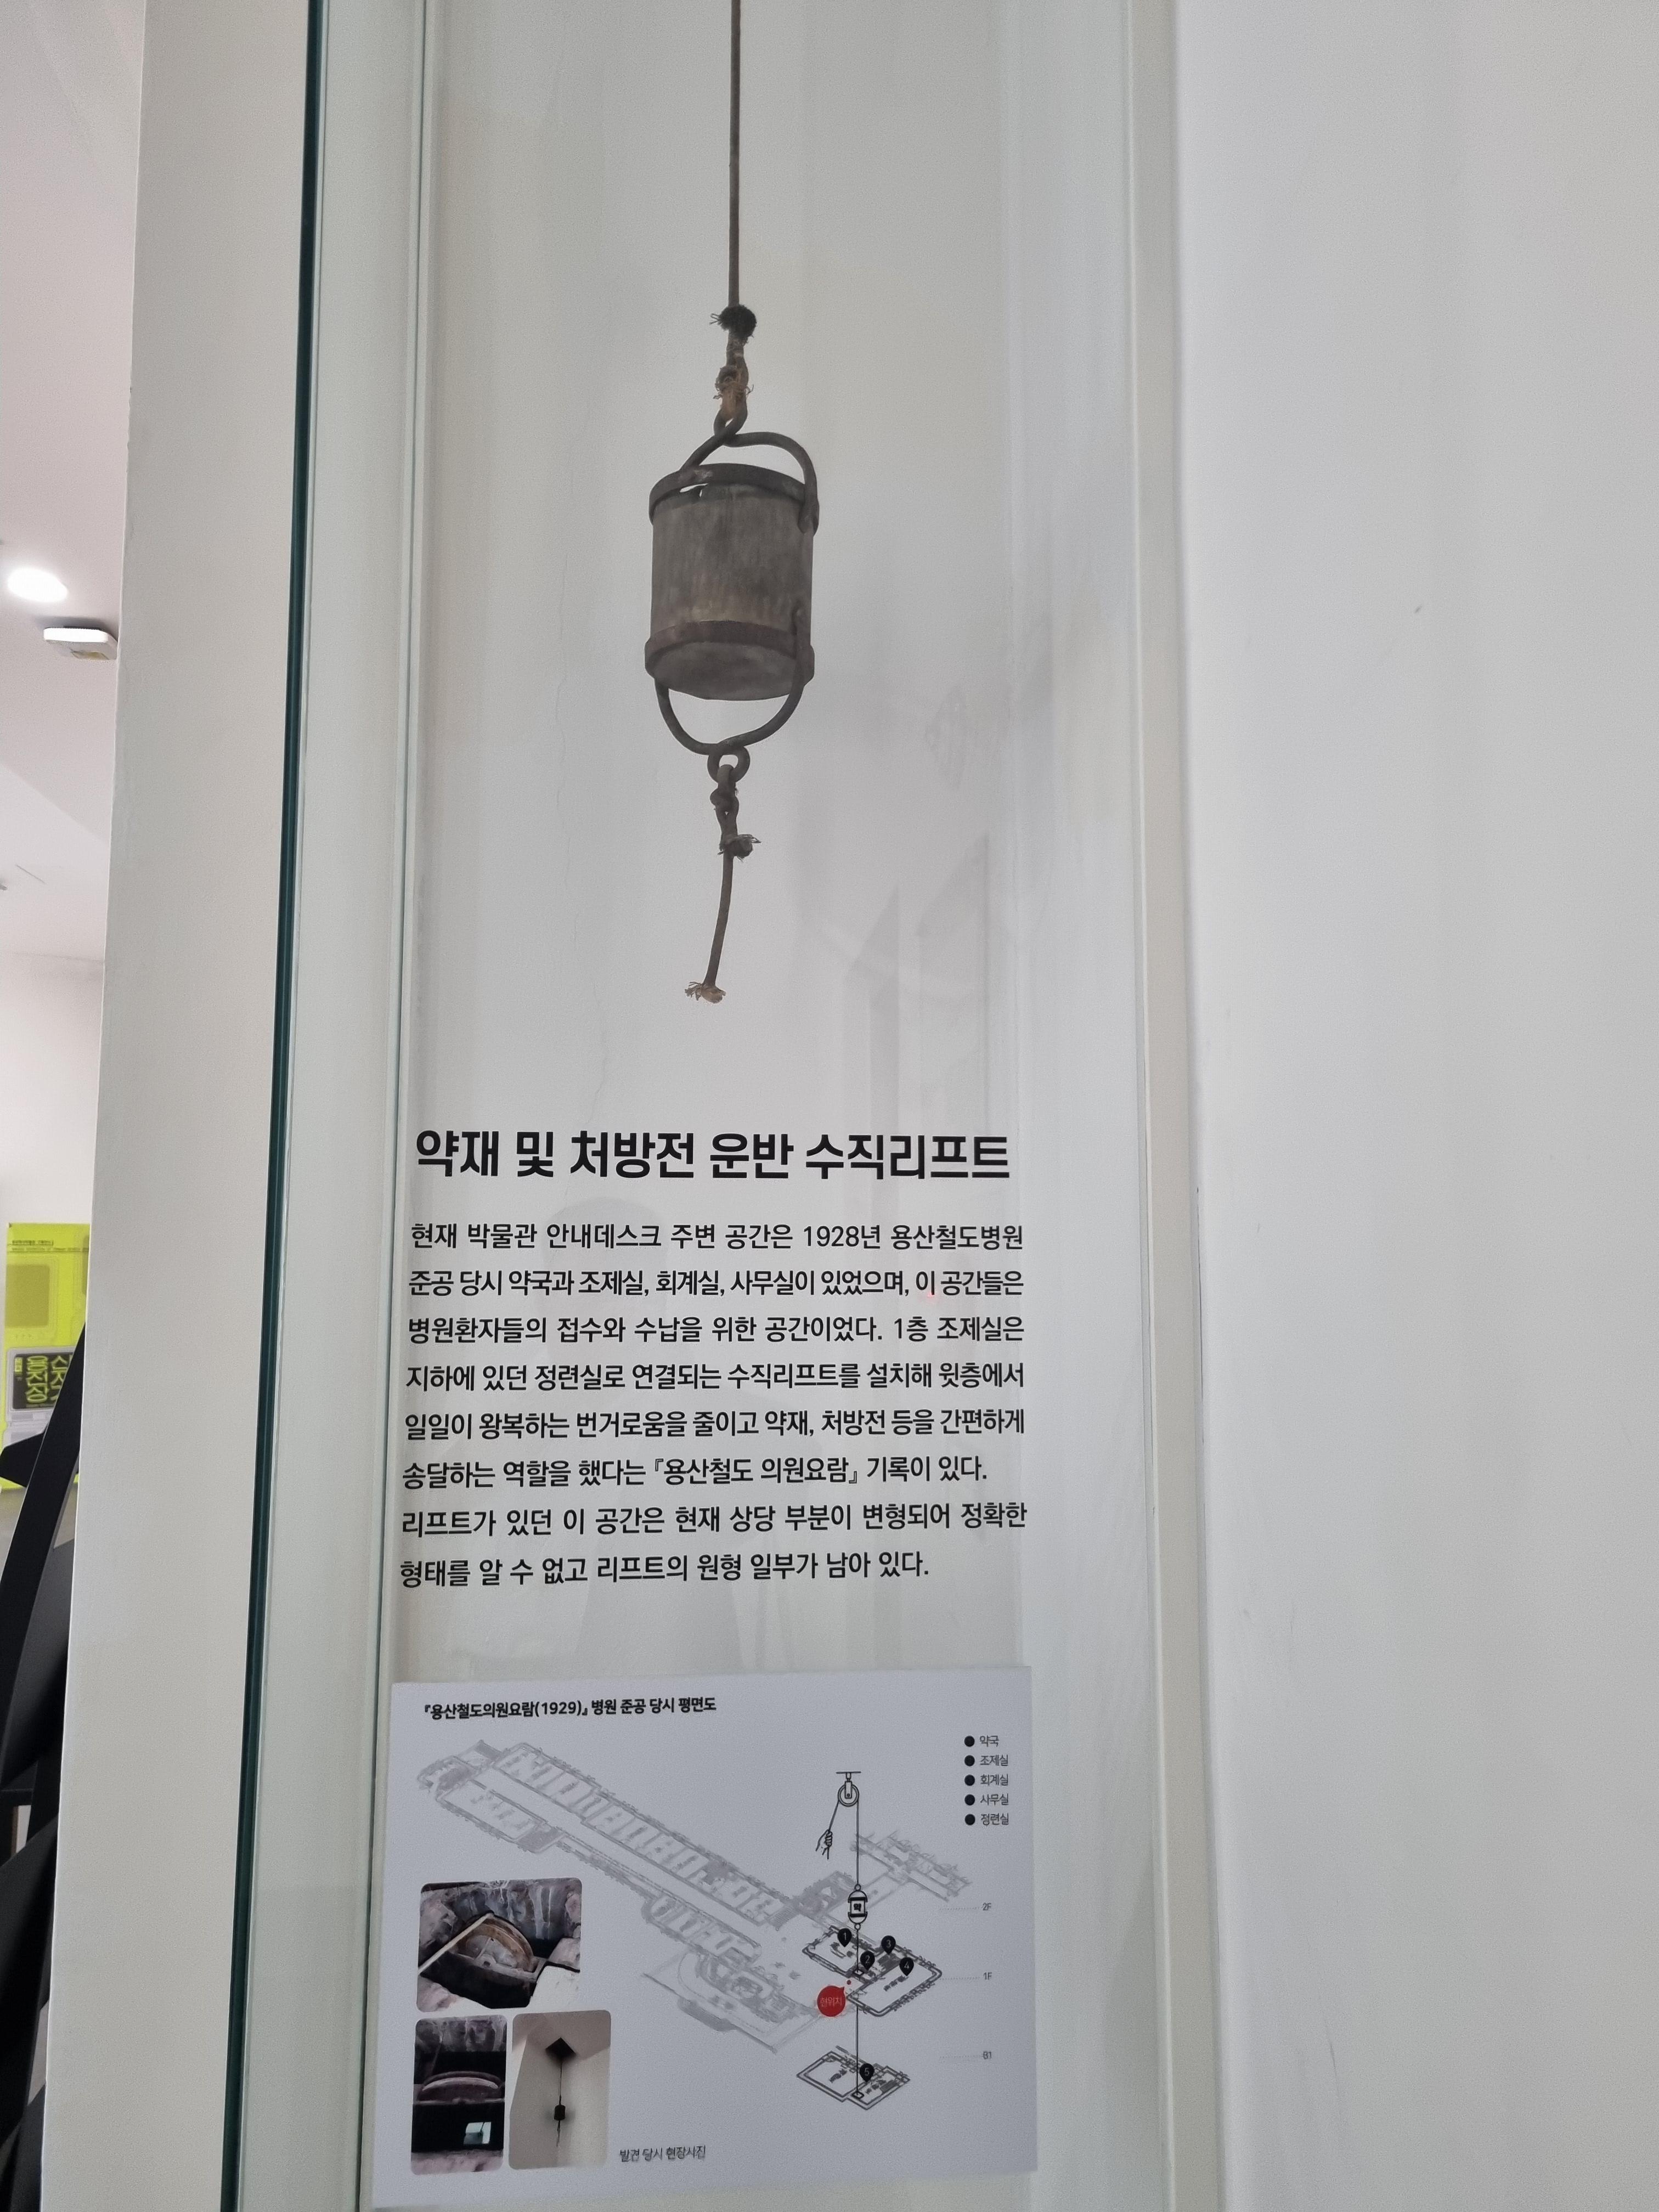 약재 및 처방전 운반 수직리프트
현재 박물관 안내데스크 주변 공간은 1928년 용산철도병원
준공 당시 약국과 조제실, 회계실, 사무실이 있었으며, 이 공간들은
병원환자들의 접수와 수납을 위한 공간이었다. 1층 조제실은
지하에 있던 정련실로 연결되는 수직리프트를 설치해 윗층에서
일일이 왕복하는 번거로움을 줄이고 약재, 처방전 등을 간편하게
송달하는 역할을 했다는 『용산철도 의원요람』 기록이 있다.
리프트가 있던 이 공간은 현재 상당 부분이 변형되어 정확한
형태를 알 수 없고 리프트의 원형 일부가 남아 있다.
『용산철도의원요람(1929)』 병원 준공 당시 평면도
약국
조제실
회계실
사무실
정련실
약
2F
1
3
2
4
1F
현위치
B1
5
발견 당시 현장사진